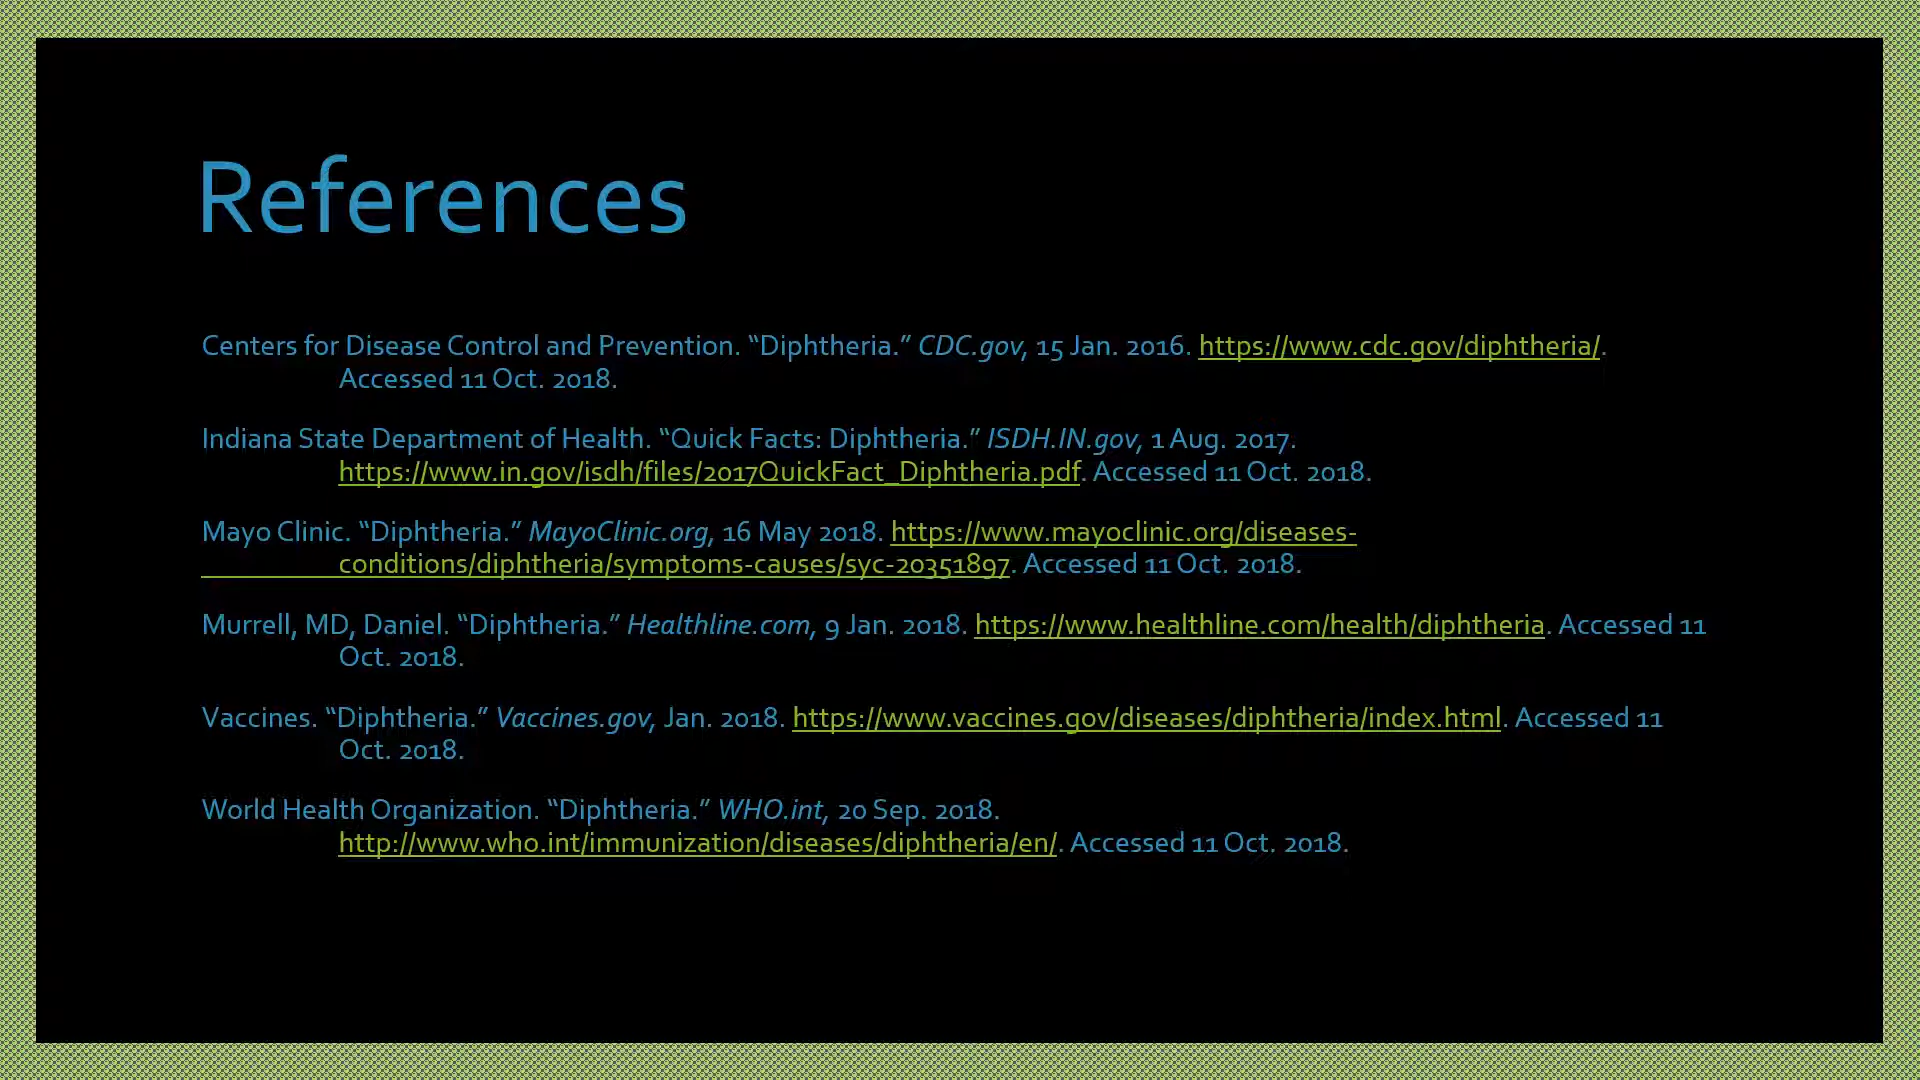 References
Centers for Disease Control and Prevention. “Diphtheria.” CDC.gov, 15 Jan. 2016. https://www.cdc.gov/diphtheria/.
Accessed 11 Oct. 2018.
Indiana State Department of Health. “Quick Facts: Diphtheria.” ISDH.IN.gov, 1 Aug. 2017.
https://www.in.gov/isdh/files/2017QuickFact_Diphtheria.pdf. Accessed 11 Oct. 2018.
Mayo Clinic. “Diphtheria.” MayoClinic.org, 16 May 2018. https://www.mayoclinic.org/diseases-
conditions/diphtheria/symptoms-causes/syc-20351897. Accessed 11 Oct. 2018.
Murrell, MD, Daniel. “Diphtheria.” Healthline.com, 9 Jan. 2018. https://www.healthline.com/health/diphtheria. Accessed 11
Oct. 2018.
Vaccines. “Diphtheria.” Vaccines.gov, Jan. 2018. https://www.vaccines.gov/diseases/diphtheria/index.html. Accessed 11
Oct. 2018.
World Health Organization. “Diphtheria.” WHO.int, 20 Sep. 2018.
http://www.who.int/immunization/diseases/diphtheria/en/. Accessed 11 Oct. 2018.